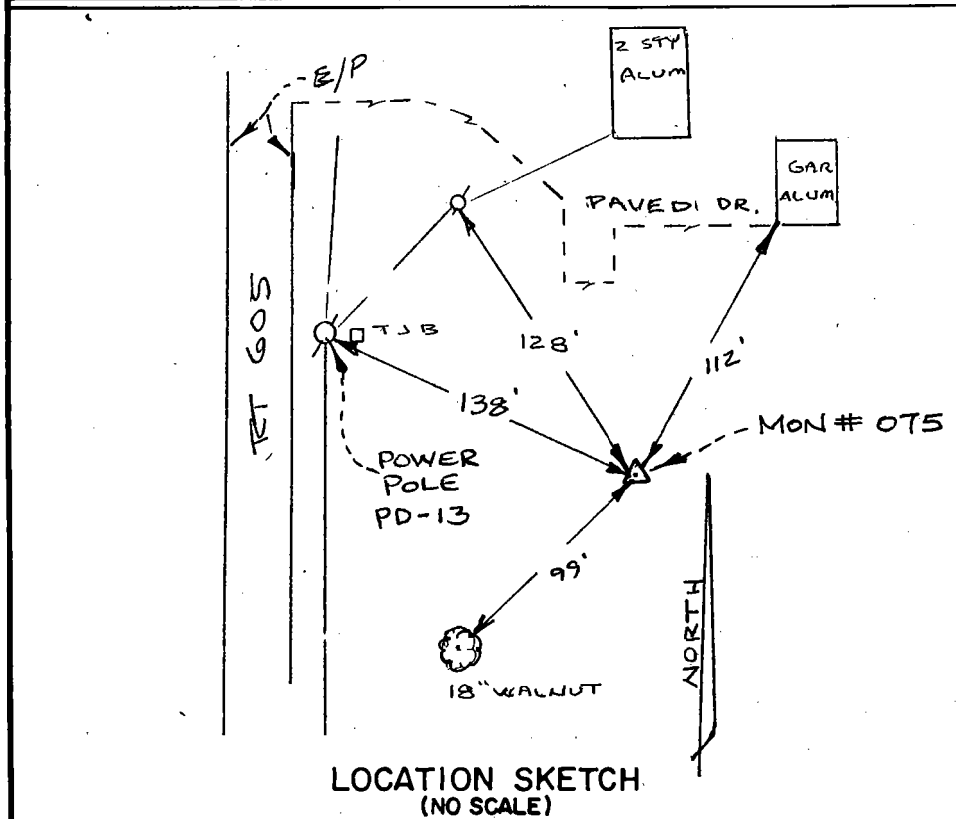 2 STY
ALUM
E/P
GAR
ALUM
PAVED DR.
TJB
128'
112'
138'
MON # 075
POWER
POLE
PD-13
99'
NORTH
18" WALNUT
LOCATION SKETCH
(NO SCALE)